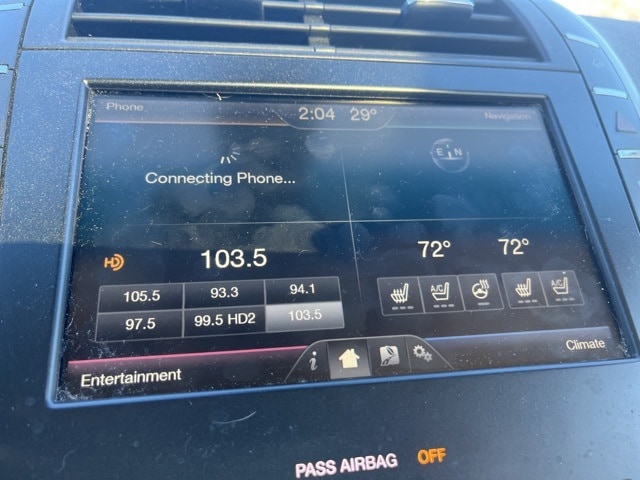 Phone 2:04 29° Navigation
Connecting Phone...
E N
HD 103.5 72° 72°
105.5 93.3 94.1
A/C A/C
97.5 99.5 HD2 103.5
i
Entertainment Climate
PASS AIRBAG OFF